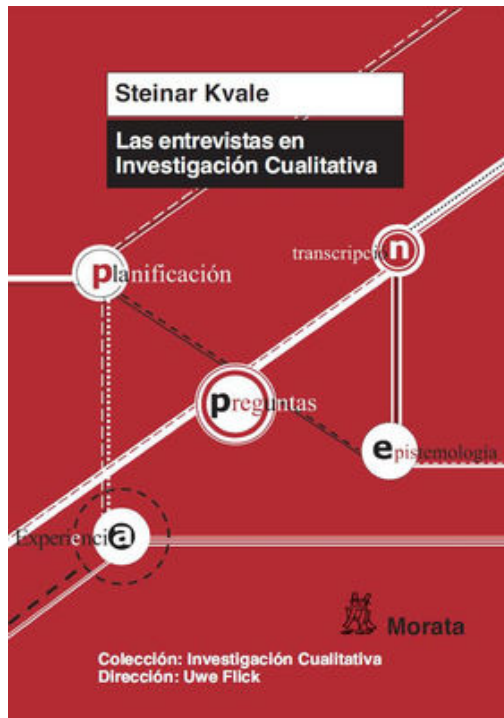 Steinar Kvale
Las entrevistas en
Investigación Cualitativa
transcripción
planificación
preguntas
epistemología
Experiencia
Morata
Colección: Investigación Cualitativa
Dirección: Uwe Flick